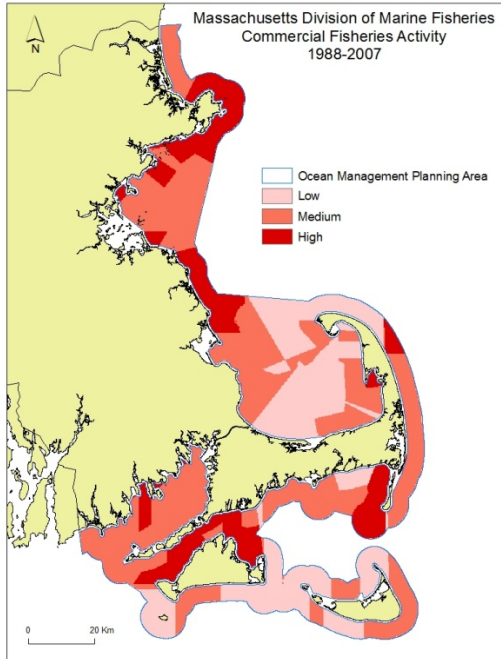 Massachusetts Division of Marine Fisheries
Commercial Fisheries Activity
1988-2007
N
Ocean Management Planning Area
Low
Medium
High
0 20 Km